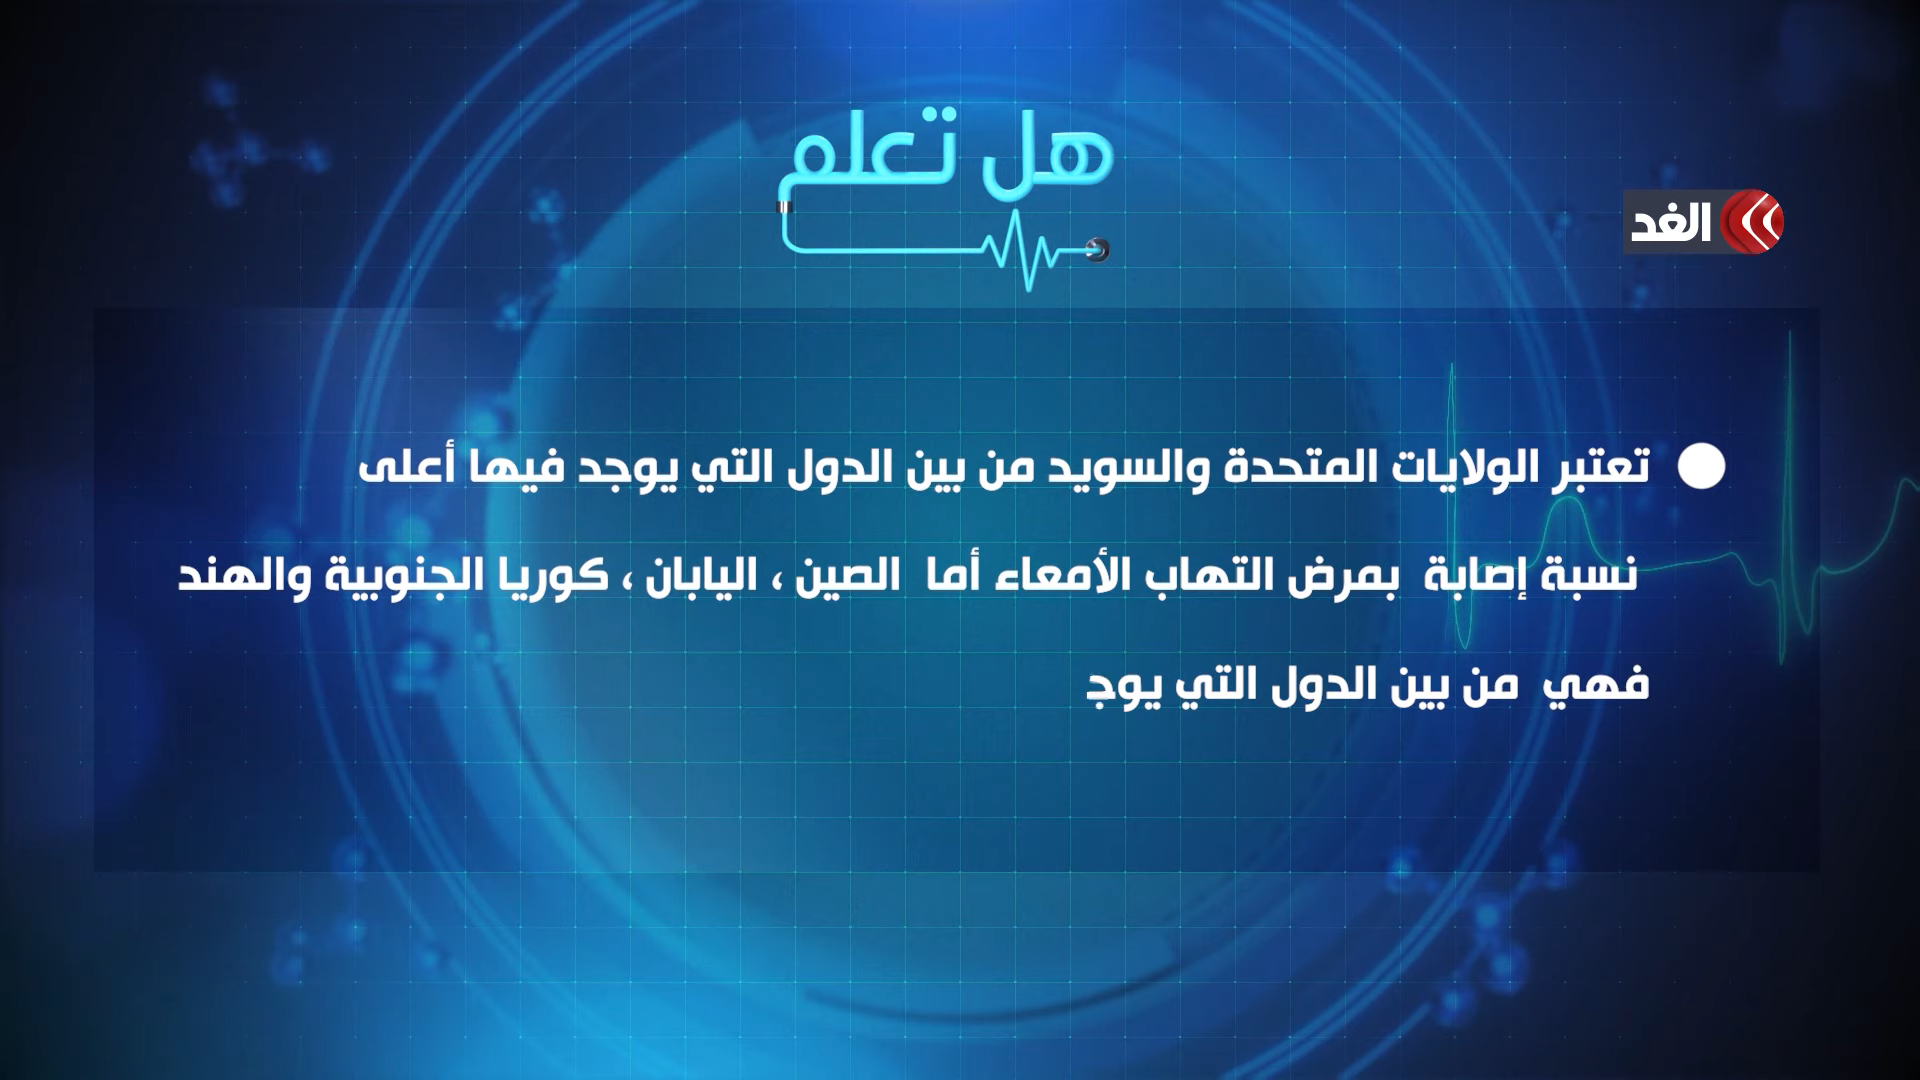 هل تعلم
الغد
تعتبر الولايات المتحدة والسويد من بين الدول التي يوجد فيها أعلى
نسبة إصابة بمرض التهاب الأمعاء أما الصين ، اليابان ، كوريا الجنوبية والهند
فهي من بين الدول التي يوج